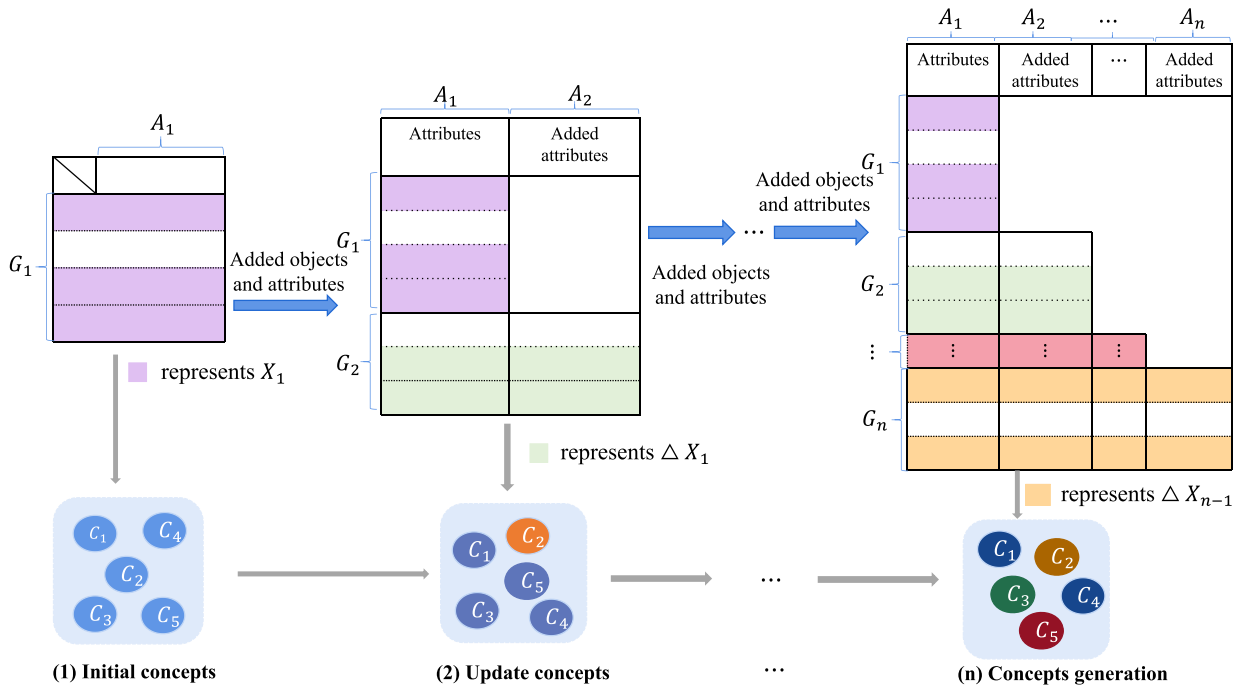 A₁
G₁
represents X₁
C₁
C₄
C₂
C₃
C₅
(1) Initial concepts
Added objects
and attributes
A₁
A₂
Attributes
Added
attributes
G₁
G₂
represents △ X₁
C₁
C₂
C₅
C₃
C₄
(2) Update concepts
Added objects
and attributes
...
Added objects
and attributes
...
...
A₁
A₂
...
Aₙ
Attributes
Added
attributes
...
Added
attributes
G₁
G₂
⋮
⋮
⋮
⋮
Gₙ
represents △ Xₙ₋₁
C₁
C₂
C₃
C₄
C₅
(n) Concepts generation